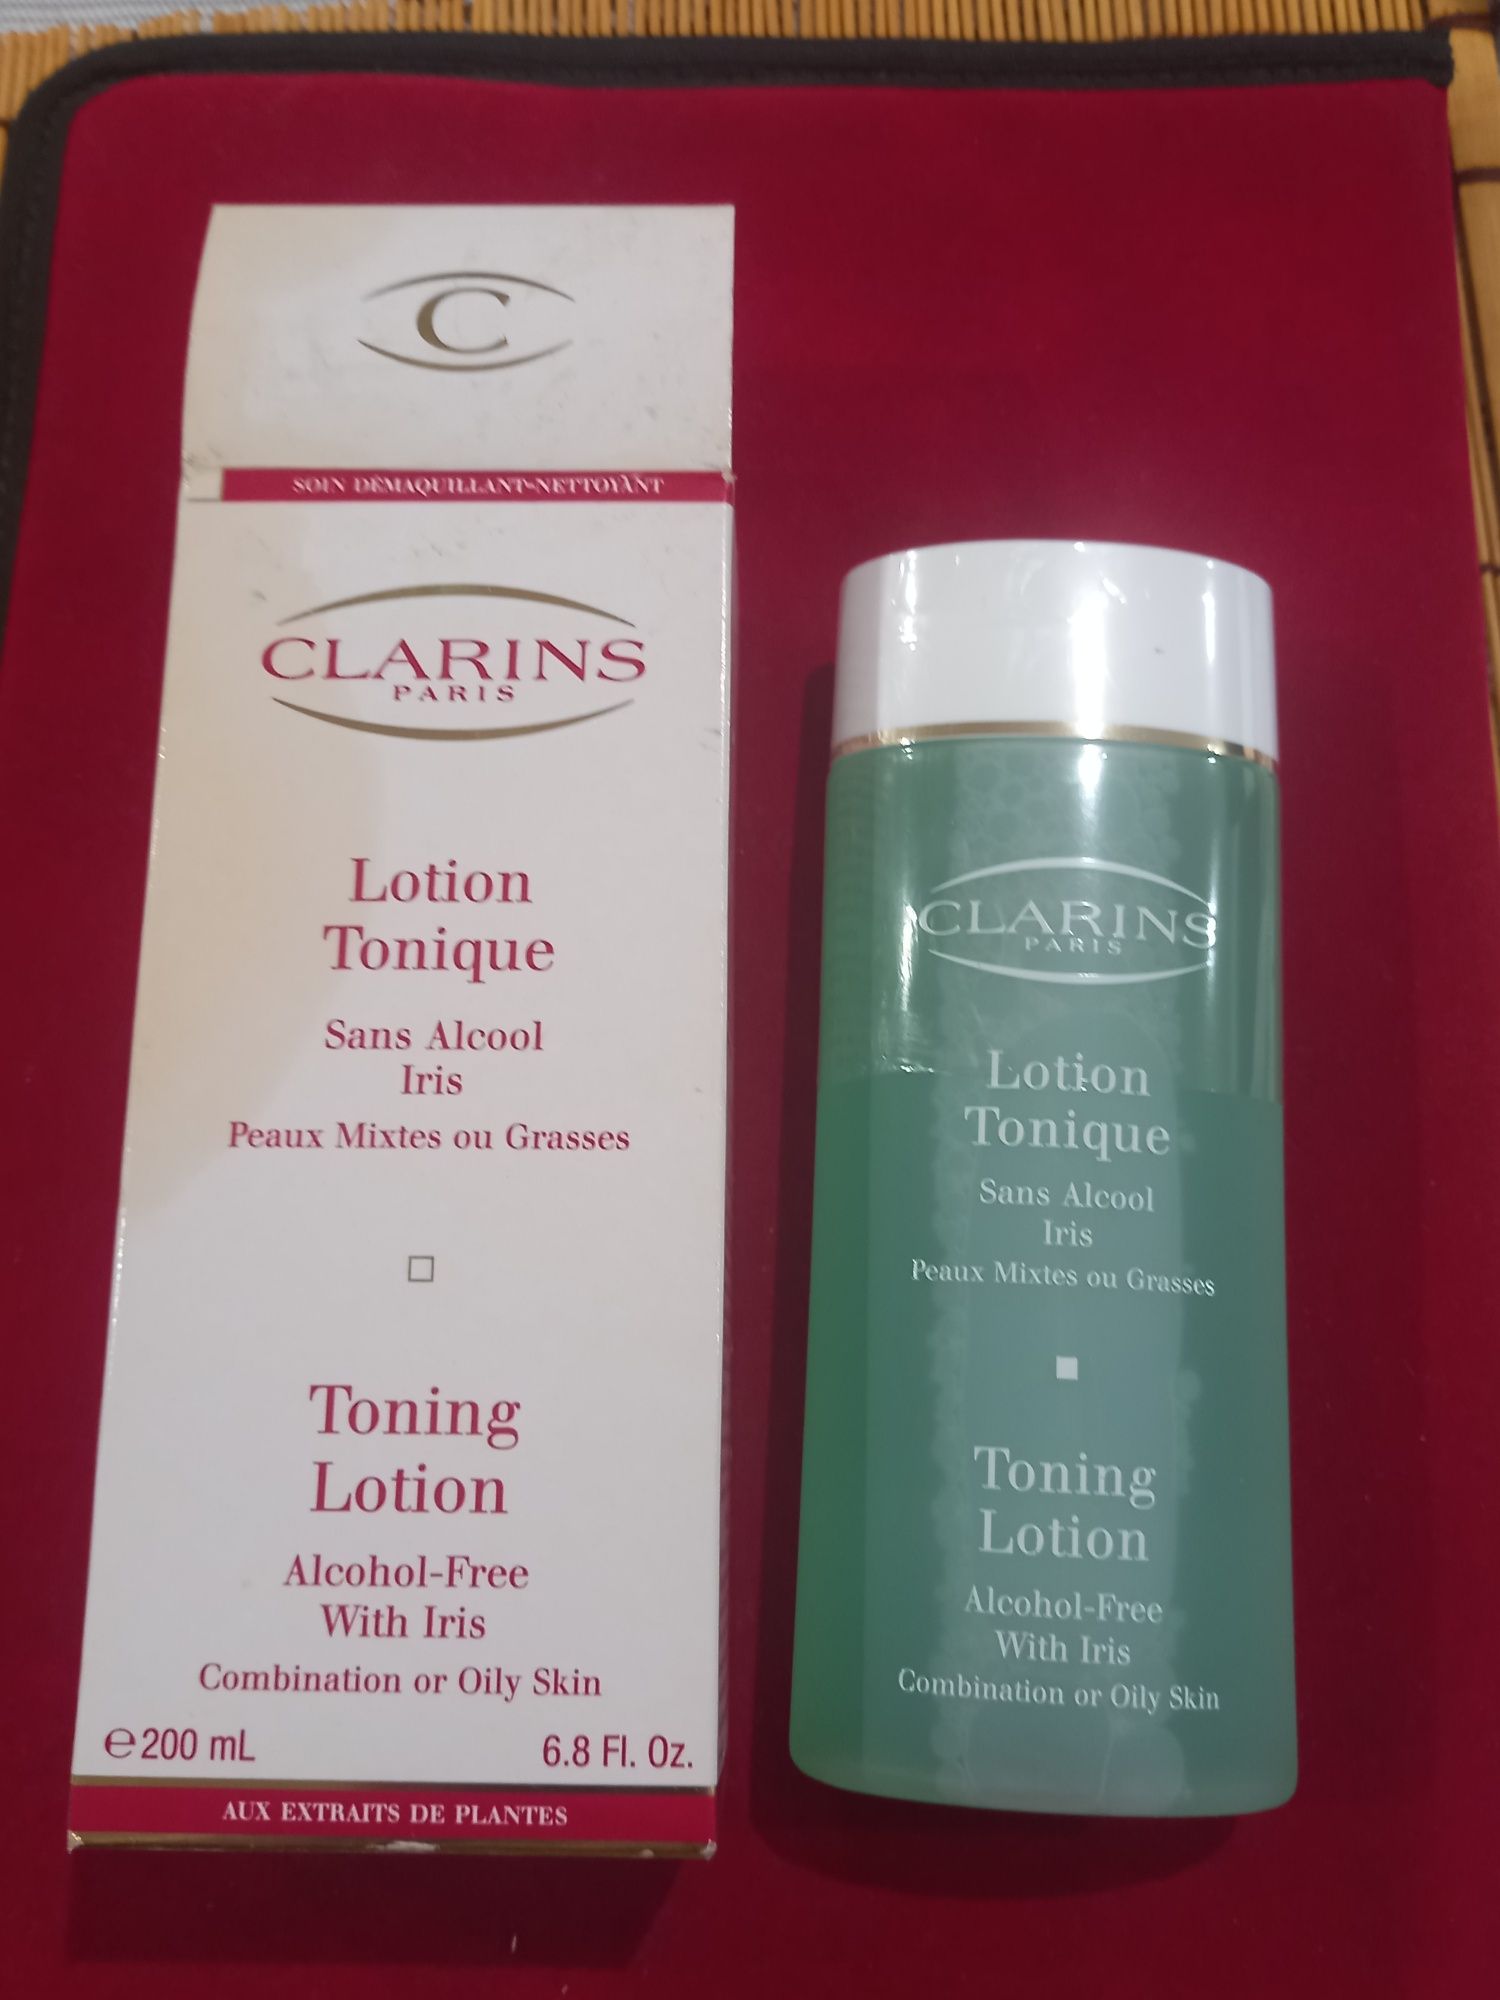 C
SOIN DÉMAQUILLANT-NETTOYANT
CLARINS
PARIS
Lotion
Tonique
Sans Alcool
Iris
Peaux Mixtes ou Grasses
Toning
Lotion
Alcohol-Free
With Iris
Combination or Oily Skin
℮ 200 mL 6.8 Fl. Oz.
AUX EXTRAITS DE PLANTES
CLARINS
PARIS
Lotion
Tonique
Sans Alcool
Iris
Peaux Mixtes ou Grasses
Toning
Lotion
Alcohol-Free
With Iris
Combination or Oily Skin